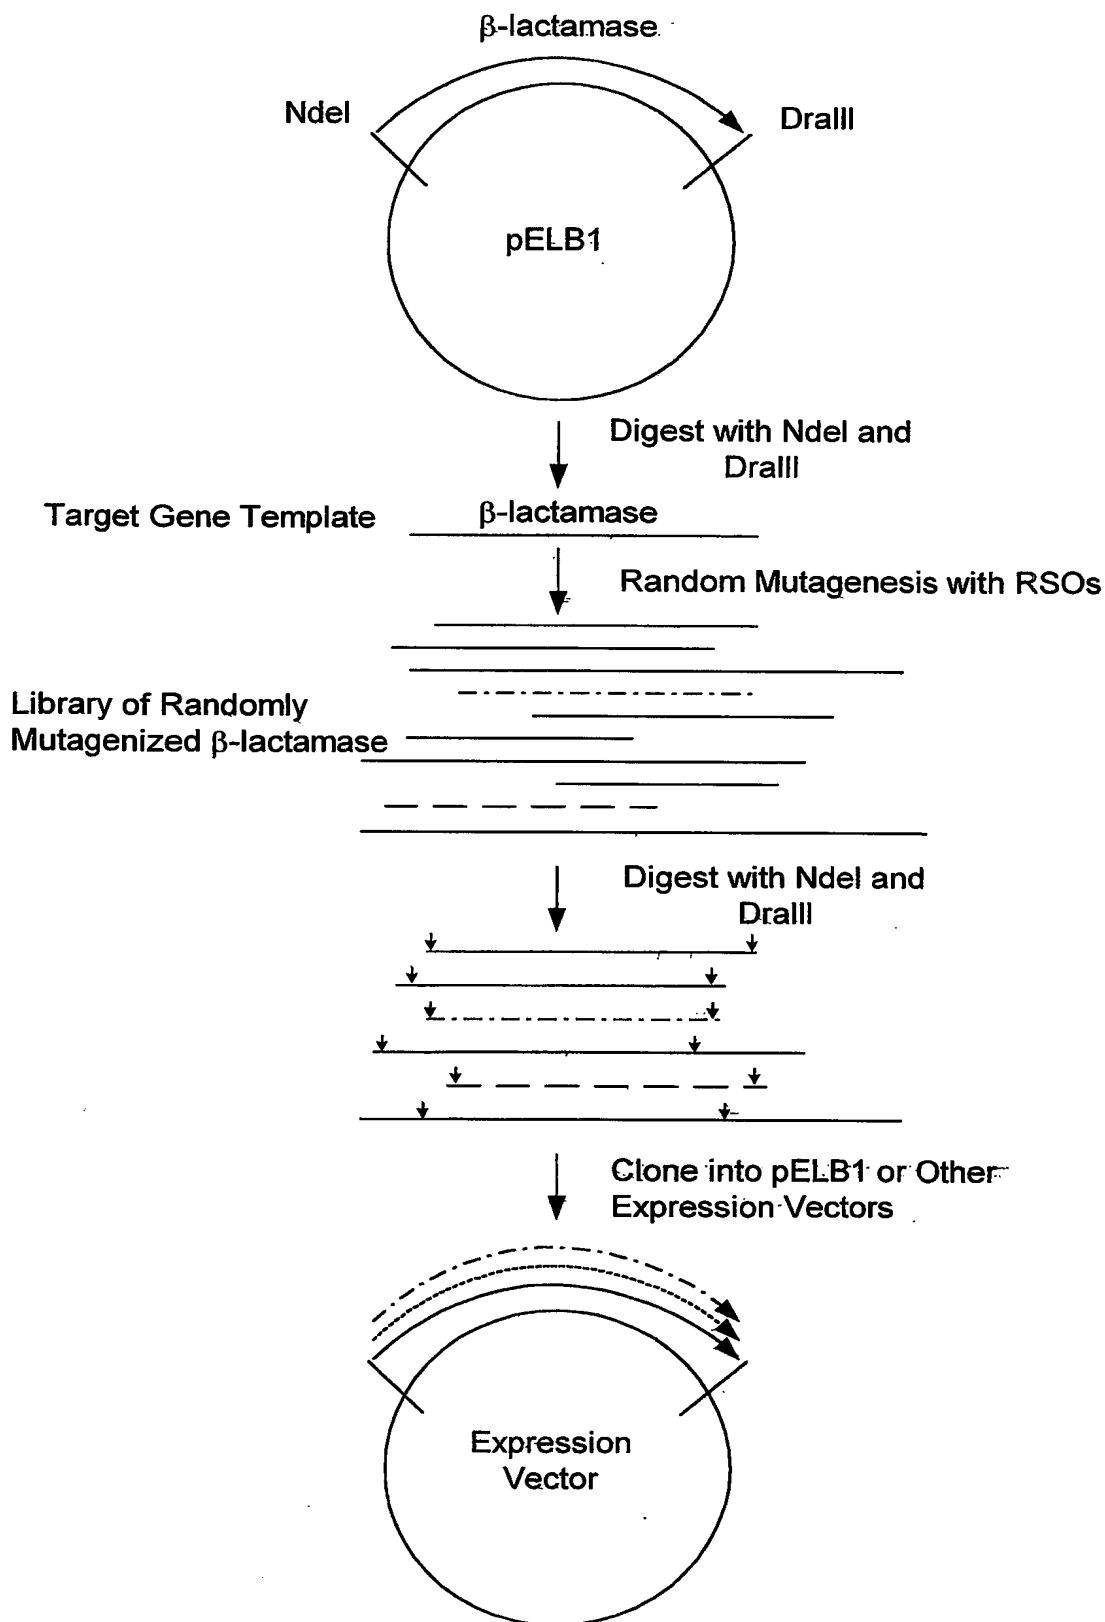 β-lactamase
NdeI
DraIII
pELB1
Digest with NdeI and
DraIII
Target Gene Template
β-lactamase
Random Mutagenesis with RSOs
Library of Randomly
Mutagenized β-lactamase
Digest with NdeI and
DraIII
Clone into pELB1 or Other
Expression Vectors
Expression
Vector